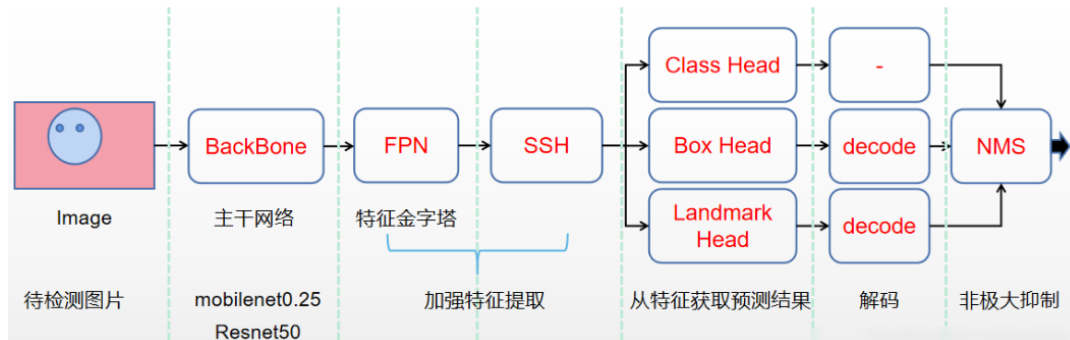 Class Head
-
BackBone
FPN
SSH
Box Head
decode
NMS
Landmark
Head
decode
Image
主干网络
特征金字塔
待检测图片
mobilenet0.25
Resnet50
加强特征提取
从特征获取预测结果
解码
非极大抑制